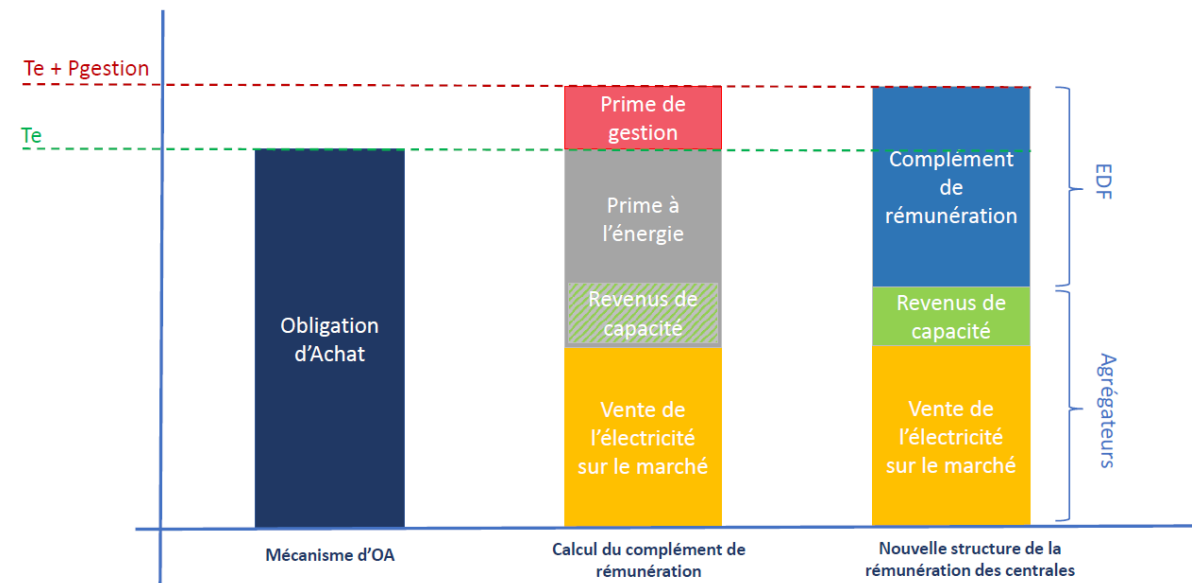 Te + Pgestion
Te
Obligation
d'Achat
Prime de
gestion
Prime à
l'énergie
Revenus de
capacité
Vente de
l'électricité
sur le marché
Complément
de
rémunération
Revenus de
capacité
Vente de
l'électricité
sur le marché
EDF
Agrégateurs
Mécanisme d'OA
Calcul du complément de
rémunération
Nouvelle structure de la
rémunération des centrales